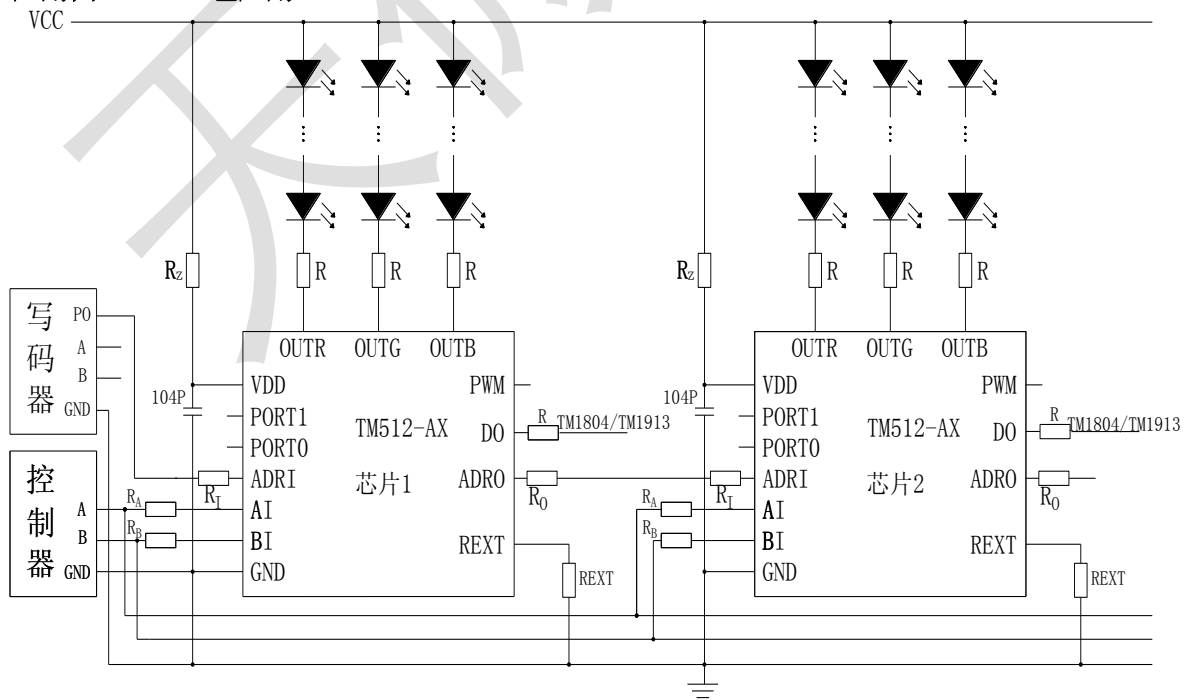 VCC
Rz R R R
Rz R R R
写码器
P0
A
B
GND
OUTR OUTG OUTB
VDD
PORT1
PORT0
ADRI
AI
BI
GND
TM512-AX
芯片1
PWM
DO
ADRO
REXT
104P
R TM1804/TM1913
RI
RA
RB
RO
REXT
控制器
A
B
GND
OUTR OUTG OUTB
VDD
PORT1
PORT0
ADRI
AI
BI
GND
TM512-AX
芯片2
PWM
DO
ADRO
REXT
104P
R TM1804/TM1913
RI
RA
RB
RO
REXT